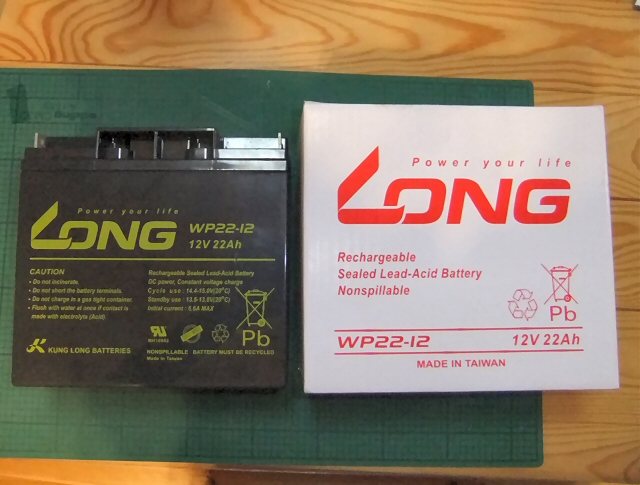 Power your life
LONG
WP22-12
12V 22Ah
CAUTION
• Do not incinerate.
• Do not short the battery terminals.
• Do not charge in a gas tight container.
• Flush with water at once if contact is
made with electrolyte (Acid)
Rechargeable Sealed Lead-Acid Battery
DC power, Constant voltage charge
Cycle use : 14.4-15.0V(20°C)
Standby use : 13.5-13.8V(20°C)
Initial current : 6.6A MAX
Pb
KUNG LONG BATTERIES
NONSPILLABLE BATTERY MUST BE RECYCLED
Made in Taiwan
Power your life
LONG
Rechargeable
Sealed Lead-Acid Battery
Nonspillable
Pb
WP22-12 12V 22Ah
MADE IN TAIWAN